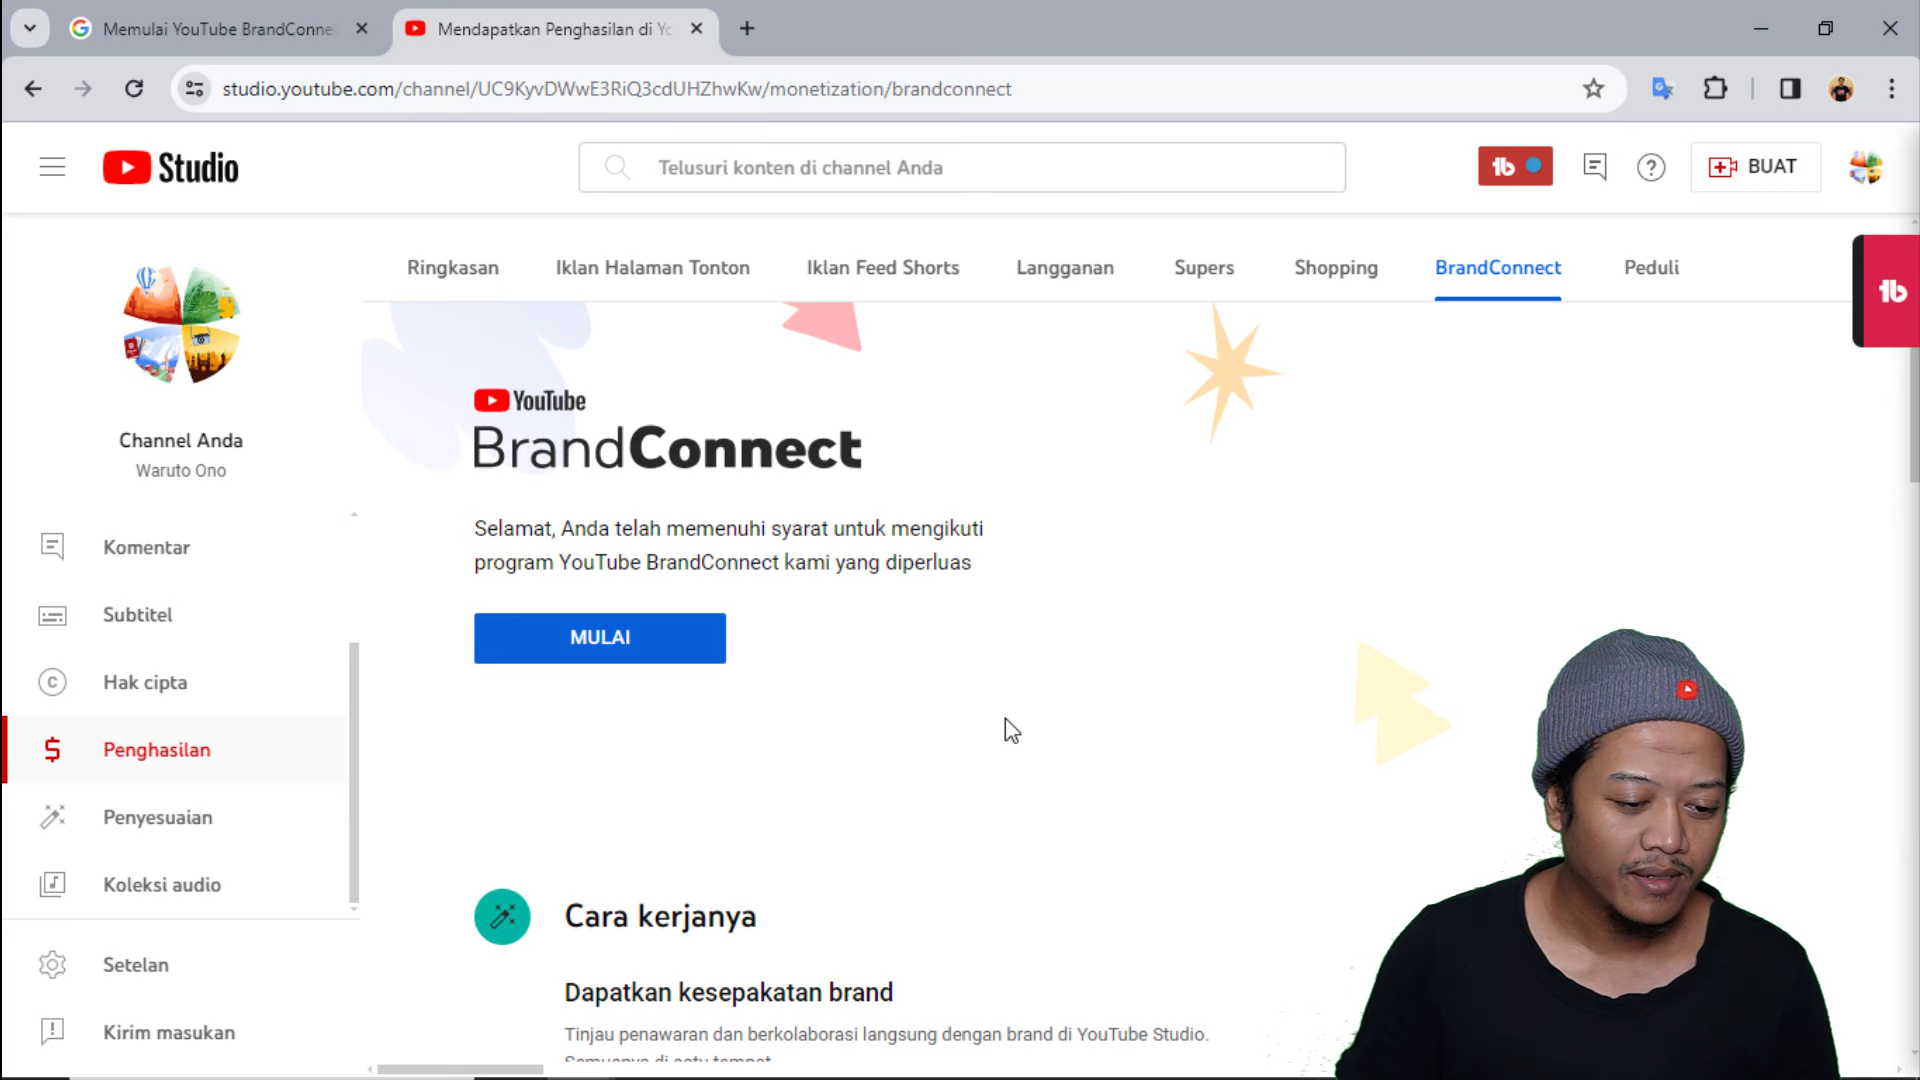 Memulai YouTube BrandConne
Mendapatkan Penghasilan di Yo
studio.youtube.com/channel/UC9KyvDWwE3RiQ3cdUHZhwKw/monetization/brandconnect
Studio
Telusuri konten di channel Anda
BUAT
Ringkasan
Iklan Halaman Tonton
Iklan Feed Shorts
Langganan
Supers
Shopping
BrandConnect
Peduli
Channel Anda
Waruto Ono
Komentar
Subtitel
Hak cipta
Penghasilan
Penyesuaian
Koleksi audio
Setelan
Kirim masukan
YouTube
BrandConnect
Selamat, Anda telah memenuhi syarat untuk mengikuti
program YouTube BrandConnect kami yang diperluas
MULAI
Cara kerjanya
Dapatkan kesepakatan brand
Tinjau penawaran dan berkolaborasi langsung dengan brand di YouTube Studio.
Semuanya di satu tempat